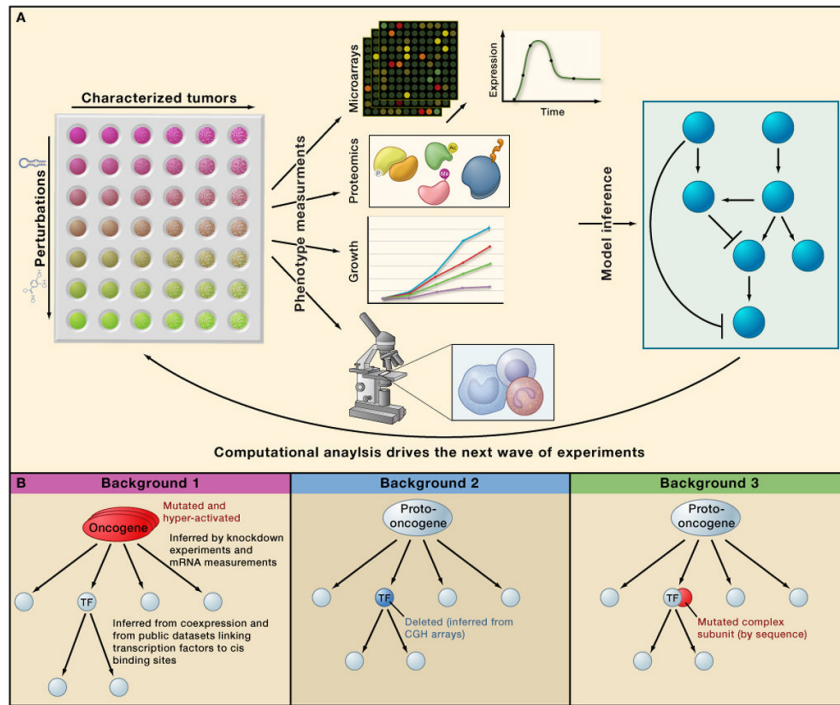 A
Characterized tumors
Perturbations
Phenotype measurments
Microarrays
Expression
Time
Proteomics
P
Ac
Me
Growth
Model inference
Computational anaylsis drives the next wave of experiments
B
Background 1
Oncogene
Mutated and
hyper-activated
Inferred by knockdown
experiments and
mRNA measurements
TF
Inferred from coexpression and
from public datasets linking
transcription factors to cis
binding sites
Background 2
Proto-
oncogene
TF
Deleted (inferred from
CGH arrays)
Background 3
Proto-
oncogene
TF
Mutated complex
subunit (by sequence)